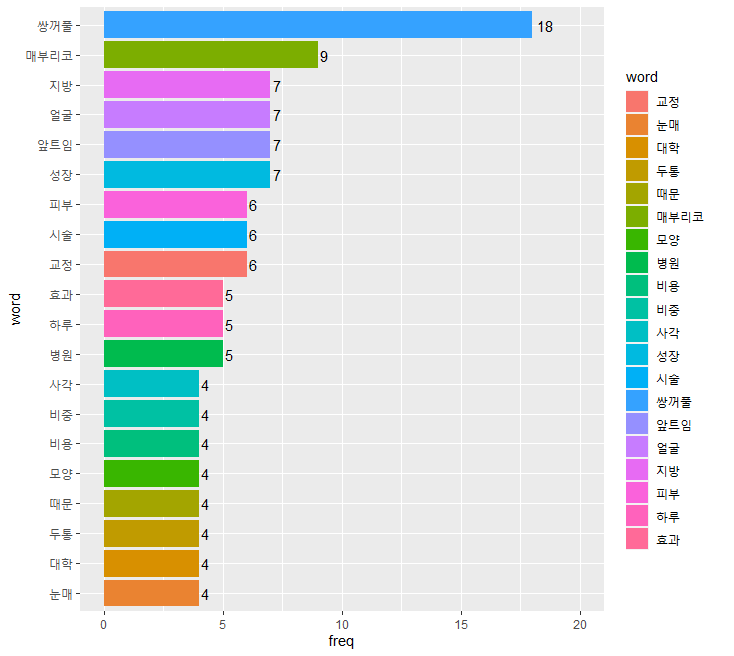 쌍꺼풀 18
매부리코 9
지방 7
얼굴 7
앞트임 7
성장 7
피부 6
시술 6
교정 6
효과 5
하루 5
병원 5
사각 4
비중 4
비용 4
모양 4
때문 4
두통 4
대학 4
눈매 4
word
0 5 10 15 20
freq
word
교정
눈매
대학
두통
때문
매부리코
모양
병원
비용
비중
사각
성장
시술
쌍꺼풀
앞트임
얼굴
지방
피부
하루
효과